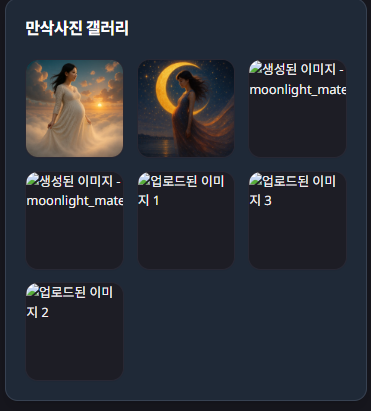 만삭사진 갤러리
생성된 이미지 -
moonlight_mate
생성된 이미지 -
moonlight_mate
업로드된 이미
지 1
업로드된 이미
지 3
업로드된 이미
지 2